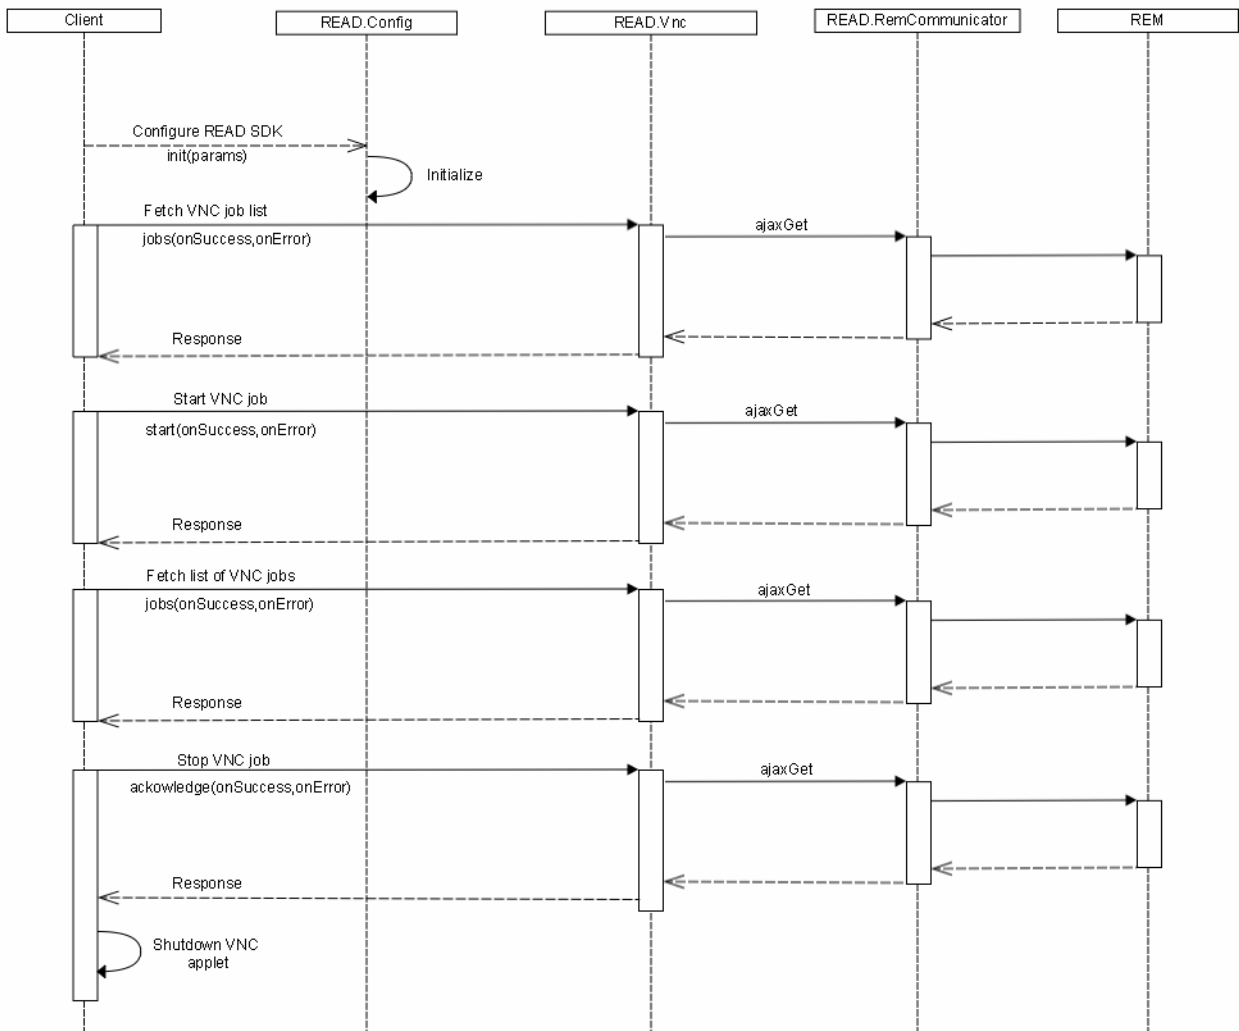 Client
READ.Config
READ.Vnc
READ.RemCommunicator
REM
Configure READ SDK
init(params)
Initialize
Fetch VNC job list
jobs(onSuccess,onError)
ajaxGet
Response
Start VNC job
start(onSuccess,onError)
ajaxGet
Response
Fetch list of VNC jobs
jobs(onSuccess,onError)
ajaxGet
Response
Stop VNC job
ackowledge(onSuccess,onError)
ajaxGet
Response
Shutdown VNC
applet